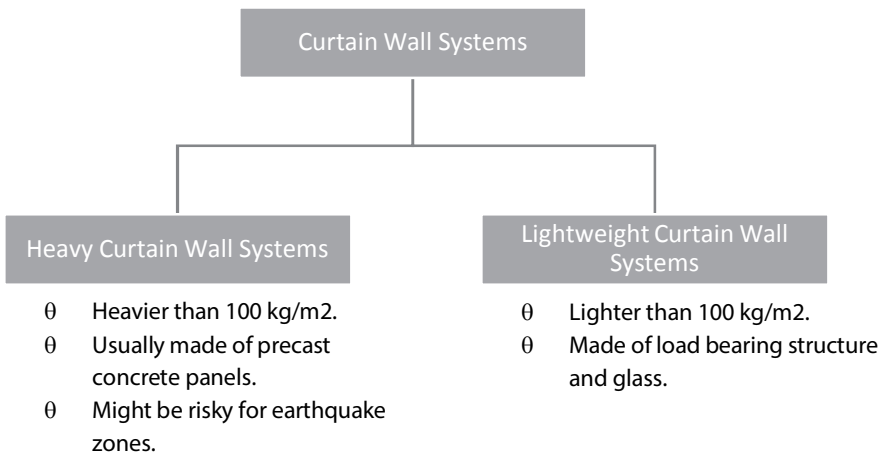 Curtain Wall Systems
Heavy Curtain Wall Systems
θ Heavier than 100 kg/m2.
θ Usually made of precast
concrete panels.
θ Might be risky for earthquake
zones.
Lightweight Curtain Wall
Systems
θ Lighter than 100 kg/m2.
θ Made of load bearing structure
and glass.